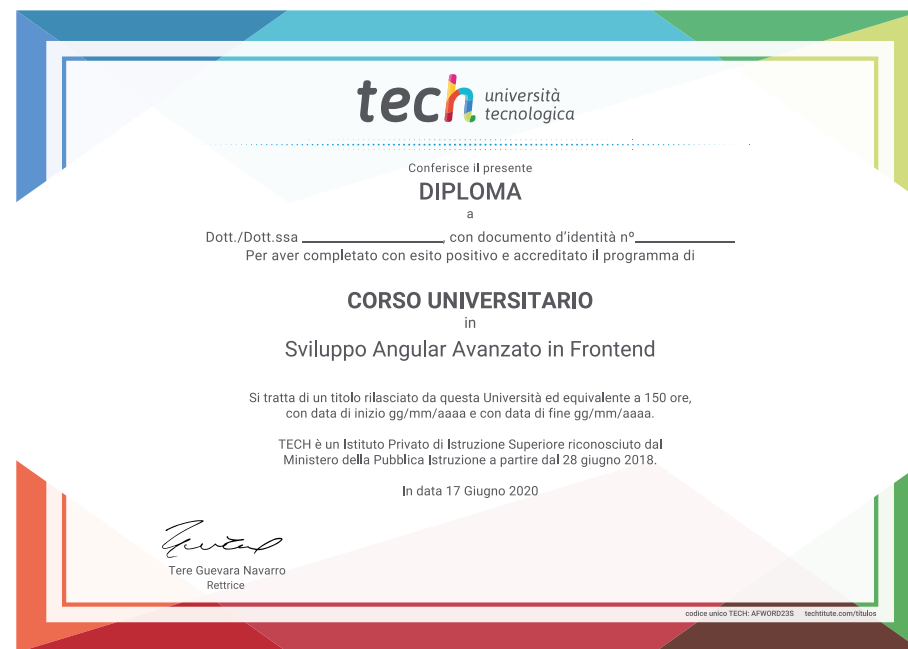 tech università
tecnologica
Conferisce il presente
DIPLOMA
a
Dott./Dott.ssa ________________, con documento d'identità nº____________
Per aver completato con esito positivo e accreditato il programma di
CORSO UNIVERSITARIO
in
Sviluppo Angular Avanzato in Frontend
Si tratta di un titolo rilasciato da questa Università ed equivalente a 150 ore,
con data di inizio gg/mm/aaaa e con data di fine gg/mm/aaaa.
TECH è un Istituto Privato di Istruzione Superiore riconosciuto dal
Ministero della Pubblica Istruzione a partire dal 28 giugno 2018.
In data 17 Giugno 2020
Tere Guevara Navarro
Rettrice
codice unico TECH: AFWORD23S techtitute.com/titulos